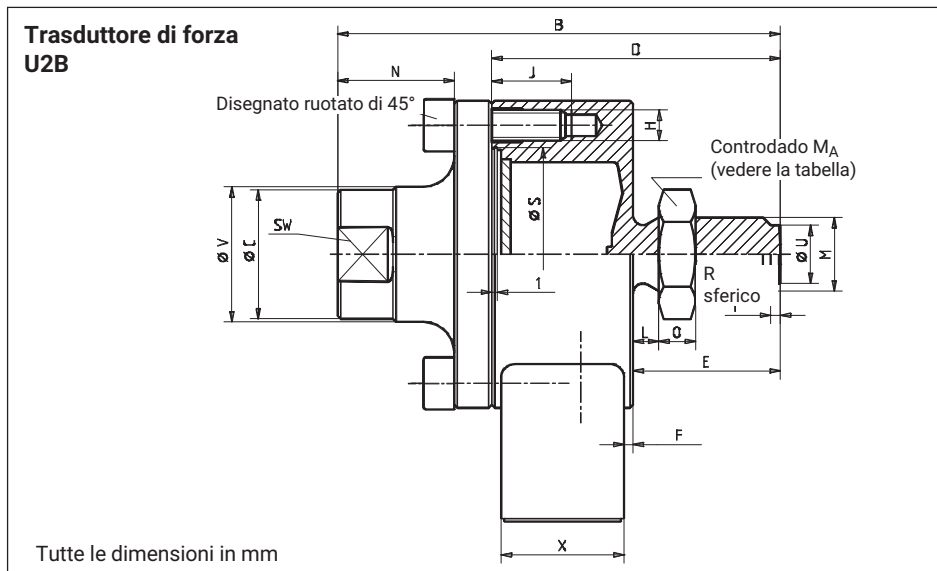 Trasduttore di forza
U2B
B
D
N
J
Disegnato ruotato di 45°
H
Controdado MA
(vedere la tabella)
Ø V
Ø C
SW
Ø S
Ø U
M
1
R
sferico
L
O
E
F
X
Tutte le dimensioni in mm